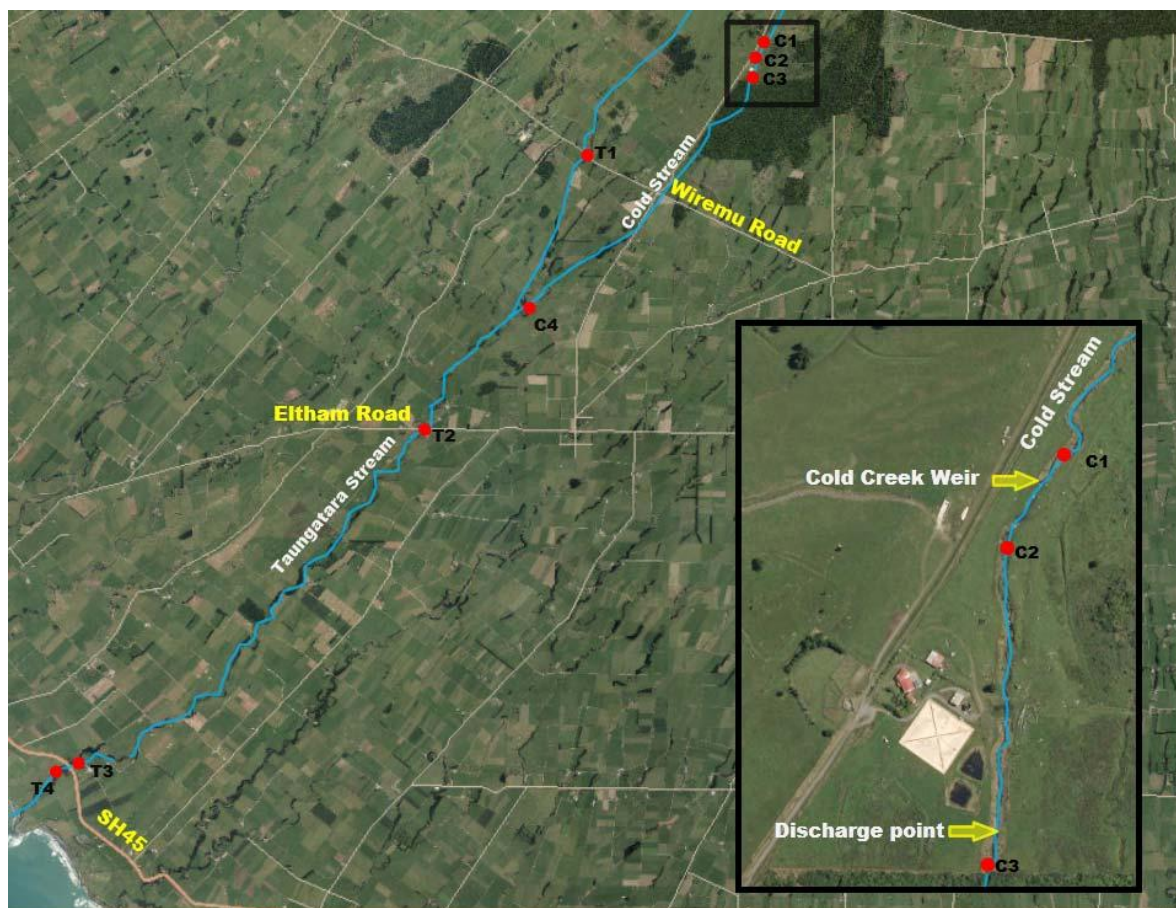 C1
C2
C3
T1
Cold Stream
Wiremu Road
C4
Eltham Road
T2
Taungatara Stream
T3
T4
SH45
Cold Stream
C1
Cold Creek Weir
C2
Discharge point
C3